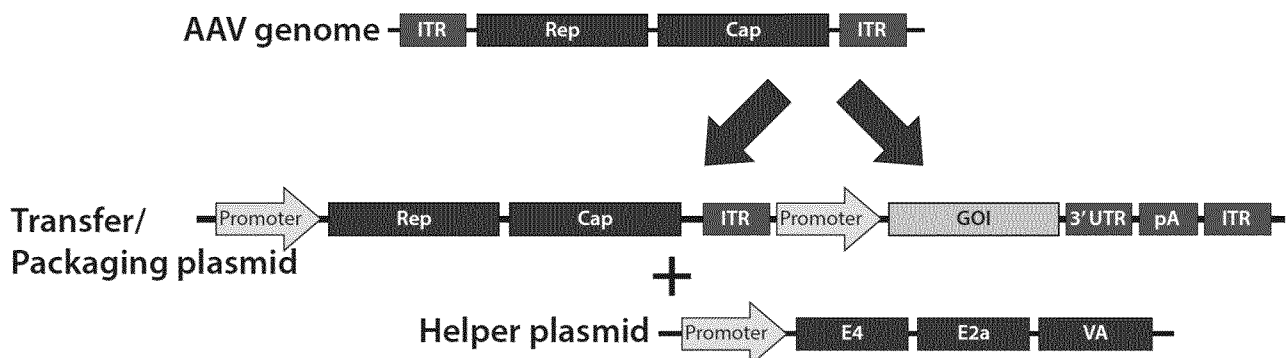 AAV genome ITR Rep Cap ITR
Transfer/
Packaging plasmid
Promoter Rep Cap ITR Promoter GOI 3' UTR pA ITR
+
Helper plasmid Promoter E4 E2a VA